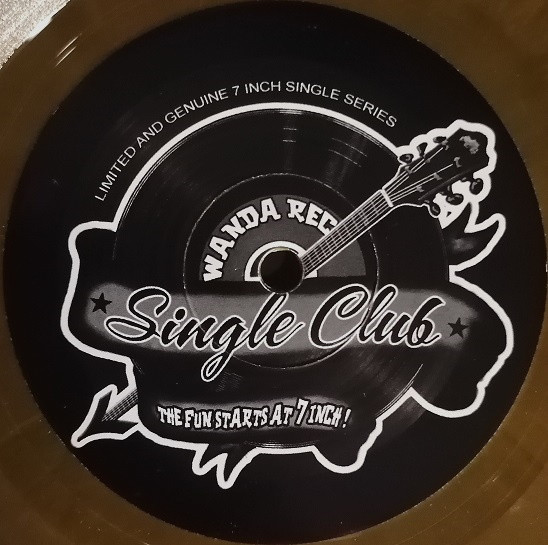 LIMITED AND GENUINE 7 INCH SINGLE SERIES
WANDA REC
Single Club
THE FUN STARTS AT 7 INCH!